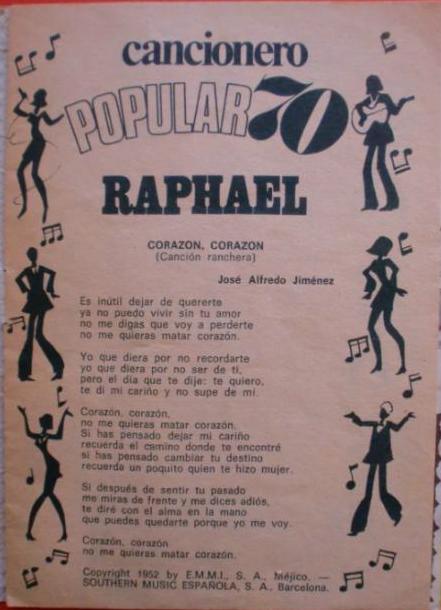 cancionero
POPULAR 70
RAPHAEL
CORAZON, CORAZON
(Canción ranchera)
José Alfredo Jiménez
Es inútil dejar de quererte
ya no puedo vivir sin tu amor
no me digas que voy a perderte
no me quieras matar corazón.
Yo que diera por no recordarte
yo que diera por no ser de ti,
pero el día que te dije: te quiero,
te di mi cariño y no supe de mí.
Corazón, corazón,
no me quieras matar corazón.
Si has pensado dejar mi cariño
recuerda el camino donde te encontré
si has pensado cambiar tu destino
recuerda un poquito quien te hizo mujer.
Si después de sentir tu pasado
me miras de frente y me dices adiós,
te diré con el alma en la mano
que puedes quedarte porque yo me voy.
Corazón, corazón
no me quieras matar corazón.
Copyright 1952 by E.M.M.I., S. A., Méjico. —
SOUTHERN MUSIC ESPAÑOLA, S. A., Barcelona.